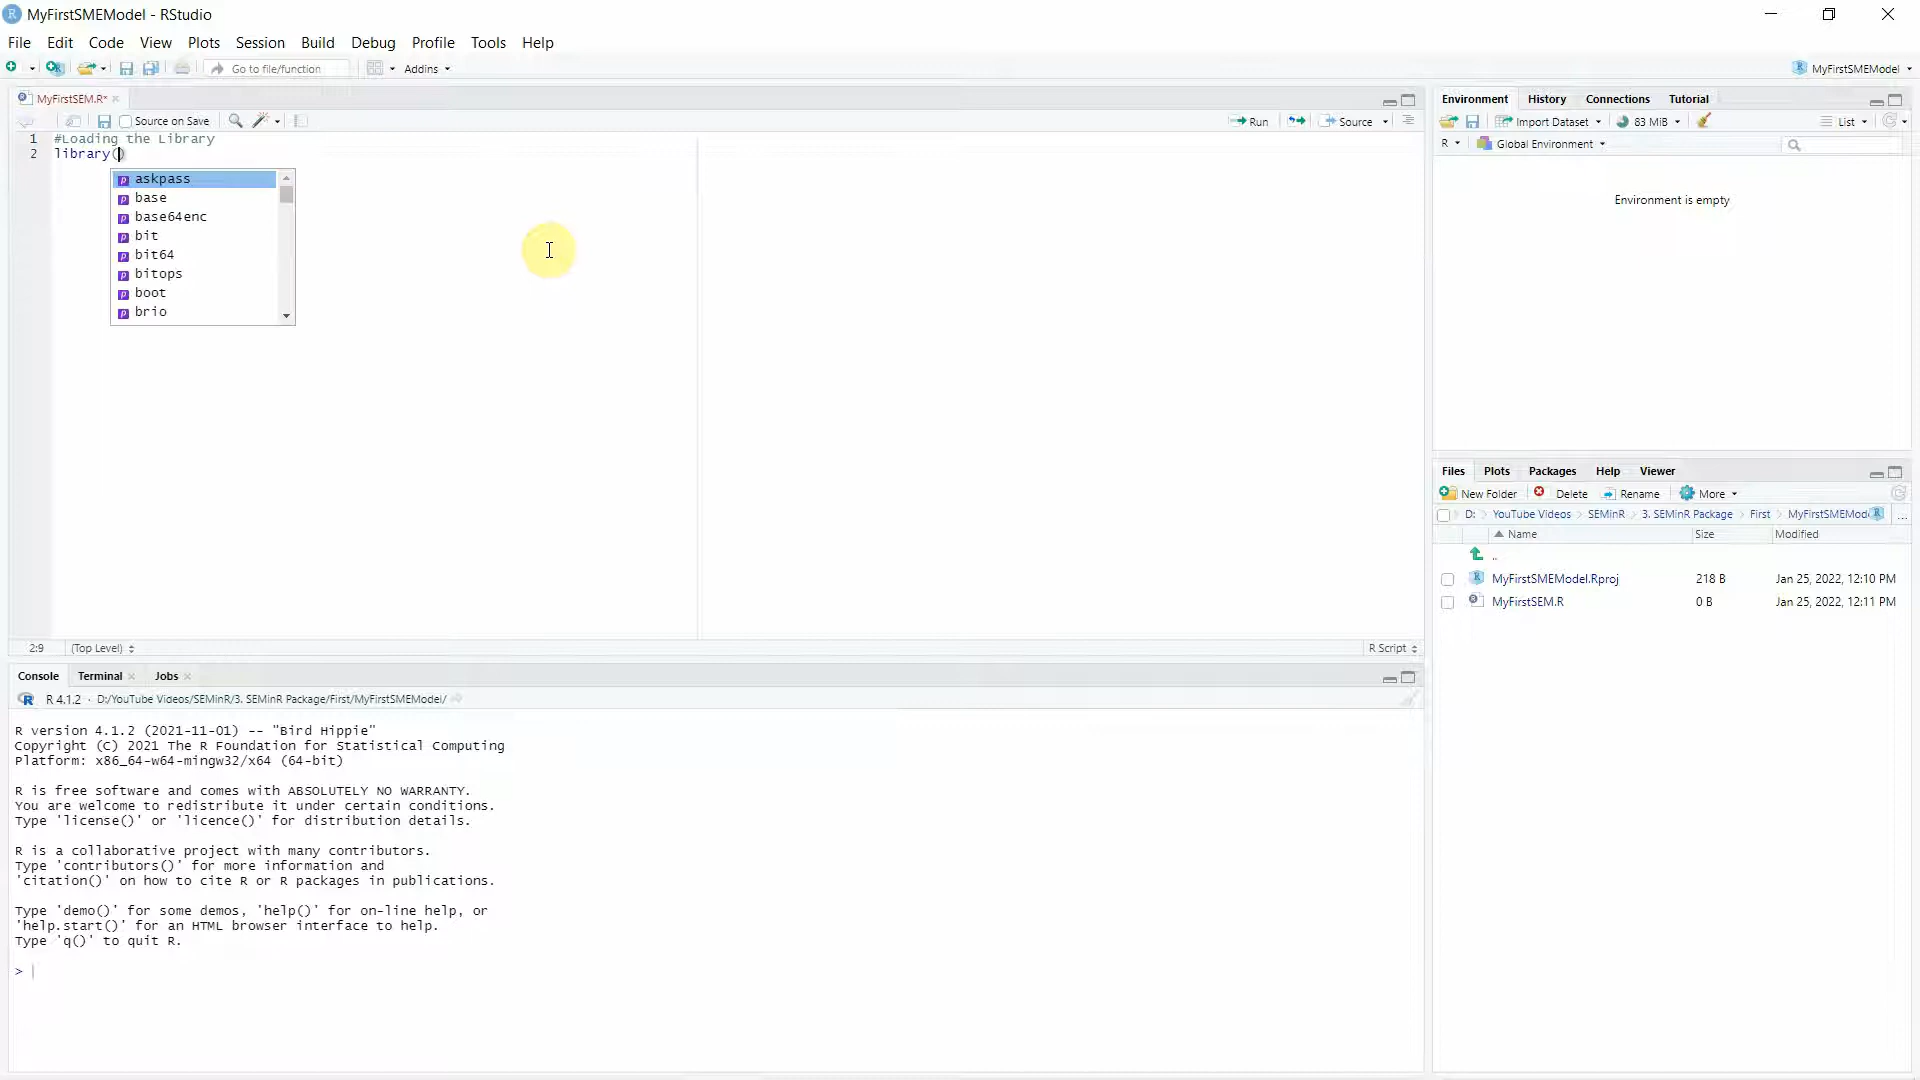 MyFirstSMEModel - RStudio
File Edit Code View Plots Session Build Debug Profile Tools Help
Go to file/function Addins MyFirstSMEModel
MyFirstSEM.R*
Source on Save Run Source
1 #Loading the Library
2 library()
askpass
base
base64enc
bit
bit64
bitops
boot
brio
2:9 (Top Level) R Script
Console Terminal Jobs
R 4.1.2 · D:/YouTube Videos/SEMinR/3. SEMinR Package/First/MyFirstSMEModel/
R version 4.1.2 (2021-11-01) -- "Bird Hippie"
Copyright (C) 2021 The R Foundation for Statistical Computing
Platform: x86_64-w64-mingw32/x64 (64-bit)
R is free software and comes with ABSOLUTELY NO WARRANTY.
You are welcome to redistribute it under certain conditions.
Type 'license()' or 'licence()' for distribution details.
R is a collaborative project with many contributors.
Type 'contributors()' for more information and
'citation()' on how to cite R or R packages in publications.
Type 'demo()' for some demos, 'help()' for on-line help, or
'help.start()' for an HTML browser interface to help.
Type 'q()' to quit R.
>
Environment History Connections Tutorial
Import Dataset 83 MiB List
R Global Environment
Environment is empty
Files Plots Packages Help Viewer
New Folder Delete Rename More
D: YouTube Videos SEMinR 3. SEMinR Package First MyFirstSMEMode ...
Name Size Modified
..
MyFirstSMEModel.Rproj 218 B Jan 25, 2022, 12:10 PM
MyFirstSEM.R 0 B Jan 25, 2022, 12:11 PM